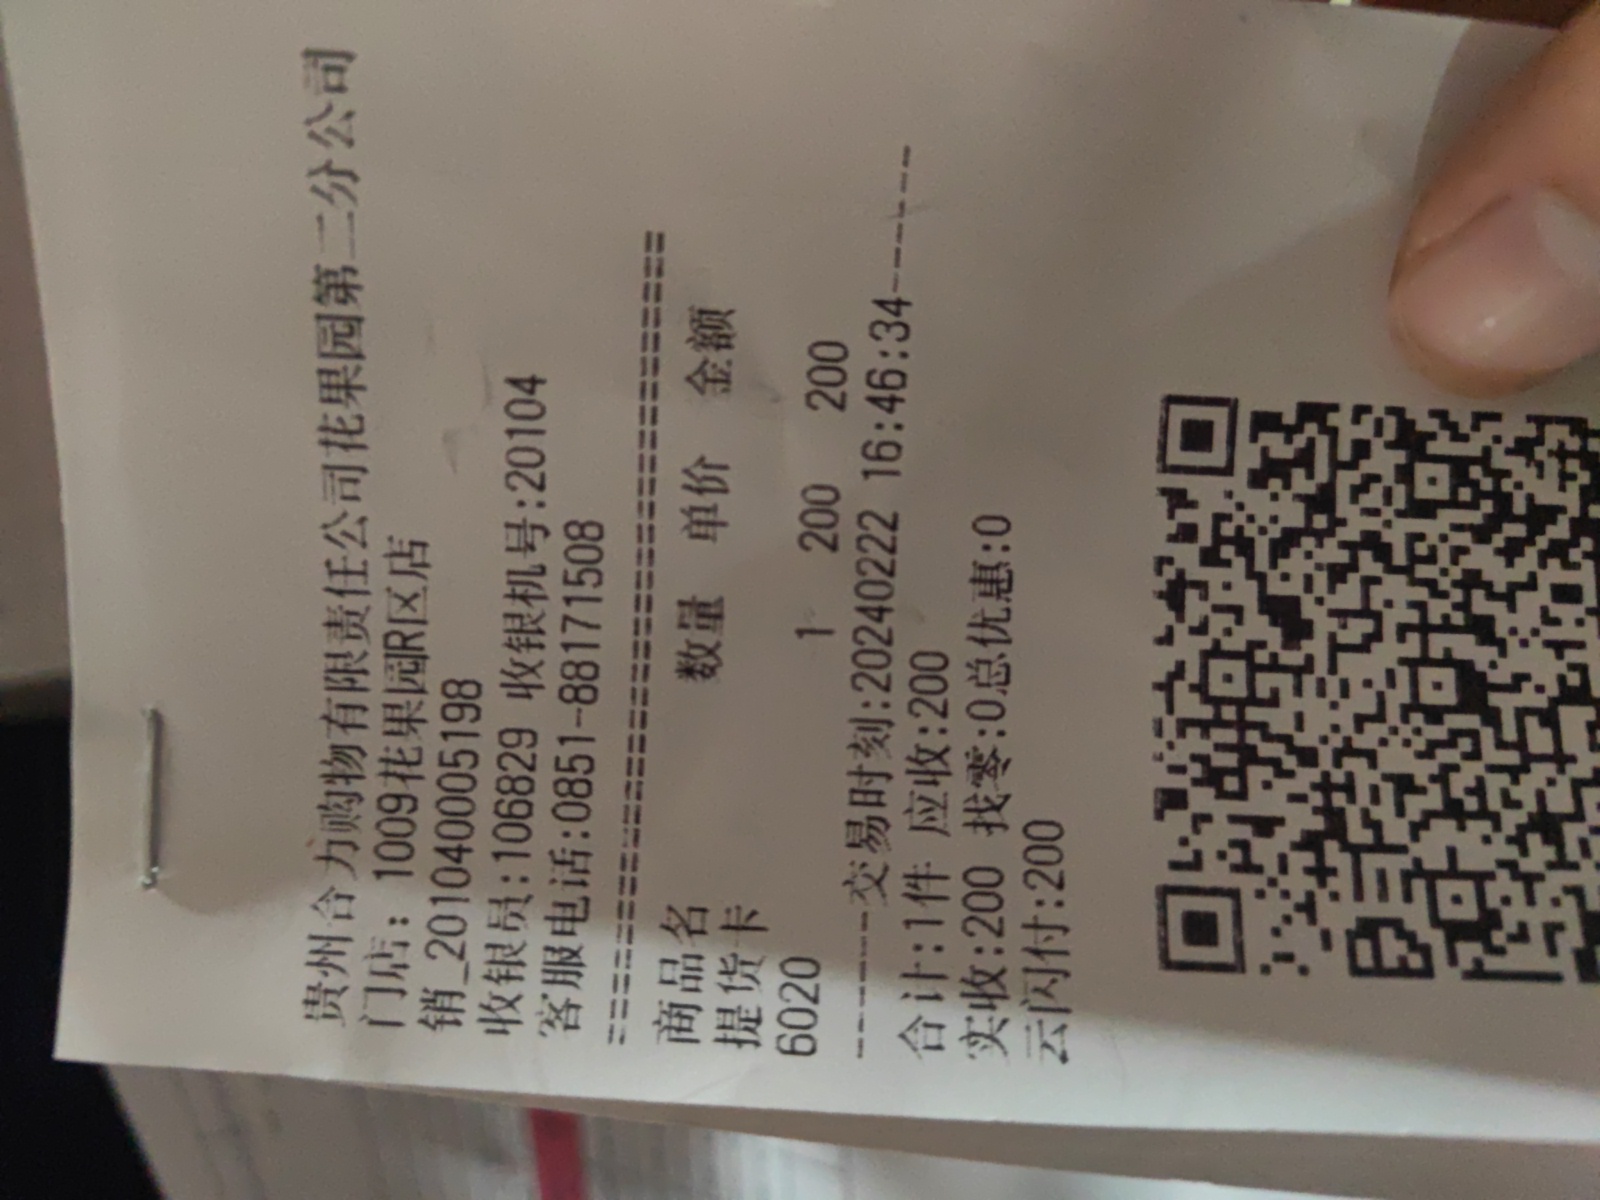 贵州合力购物有限责任公司花果园第二分公司
门店: 1009花果园R区店
销_201040005198
收银员:106829 收银机号:20104
客服电话:0851-88171508
==================================
商品名 数量 单价 金额
提货卡
6020 1 200 200
------交易时刻:20240222 16:46:34------
合计:1件 应收:200
实收:200 找零:0总优惠:0
云闪付:200